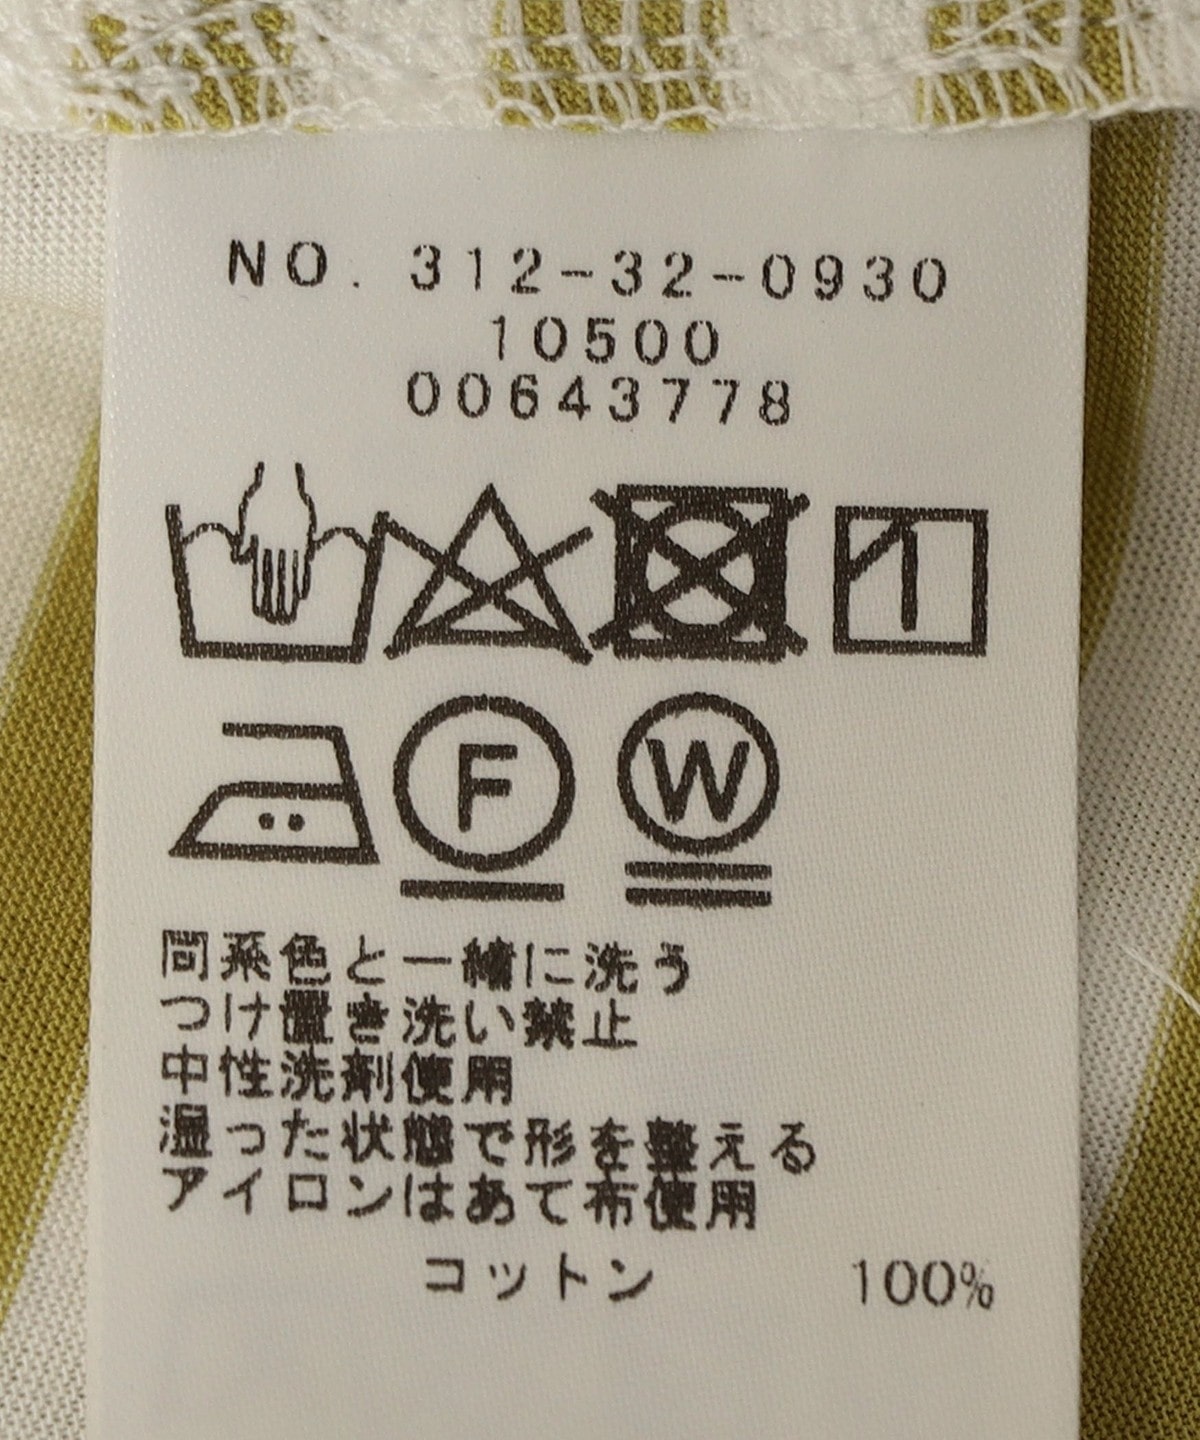 NO. 312-32-0930
10500
00643778
F W
同系色と一緒に洗う
つけ置き洗い禁止
中性洗剤使用
湿った状態で形を整える
アイロンはあて布使用
コットン 100%